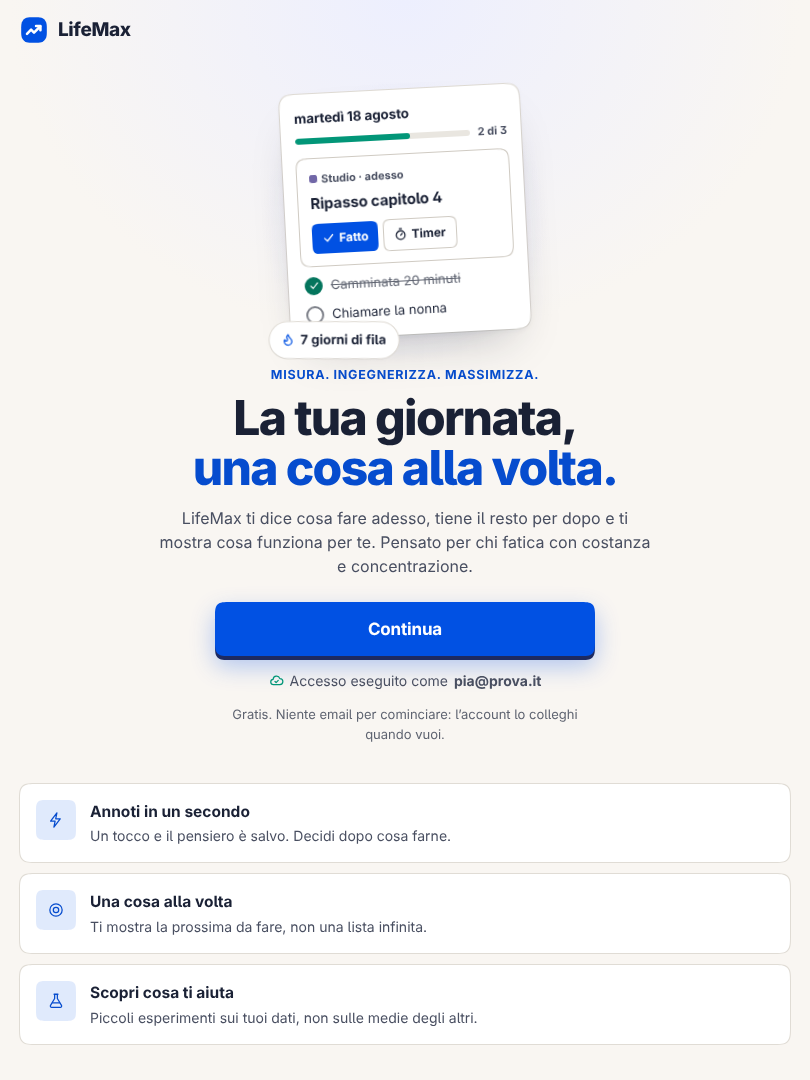 LifeMax
martedì 18 agosto
2 di 3
Studio · adesso
Ripasso capitolo 4
Fatto
Timer
Camminata 20 minuti
Chiamare la nonna
7 giorni di fila
MISURA. INGEGNERIZZA. MASSIMIZZA.
La tua giornata,
una cosa alla volta.
LifeMax ti dice cosa fare adesso, tiene il resto per dopo e ti
mostra cosa funziona per te. Pensato per chi fatica con costanza
e concentrazione.
Continua
Accesso eseguito come pia@prova.it
Gratis. Niente email per cominciare: l’account lo colleghi
quando vuoi.
Annoti in un secondo
Un tocco e il pensiero è salvo. Decidi dopo cosa farne.
Una cosa alla volta
Ti mostra la prossima da fare, non una lista infinita.
Scopri cosa ti aiuta
Piccoli esperimenti sui tuoi dati, non sulle medie degli altri.